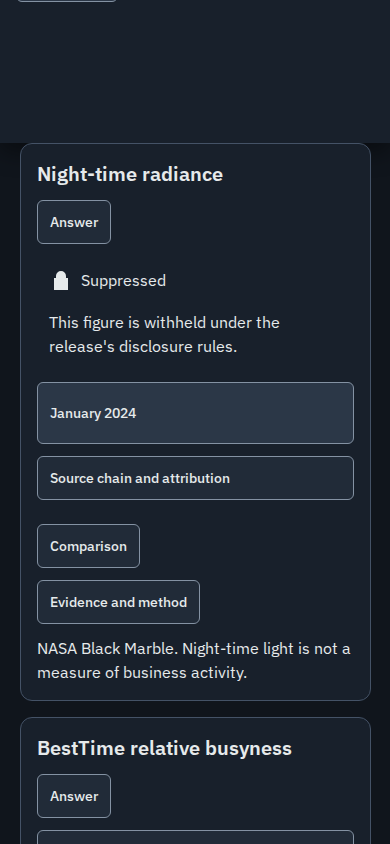 Night-time radiance
Answer
Suppressed
This figure is withheld under the
release's disclosure rules.
January 2024
Source chain and attribution
Comparison
Evidence and method
NASA Black Marble. Night-time light is not a
measure of business activity.
BestTime relative busyness
Answer